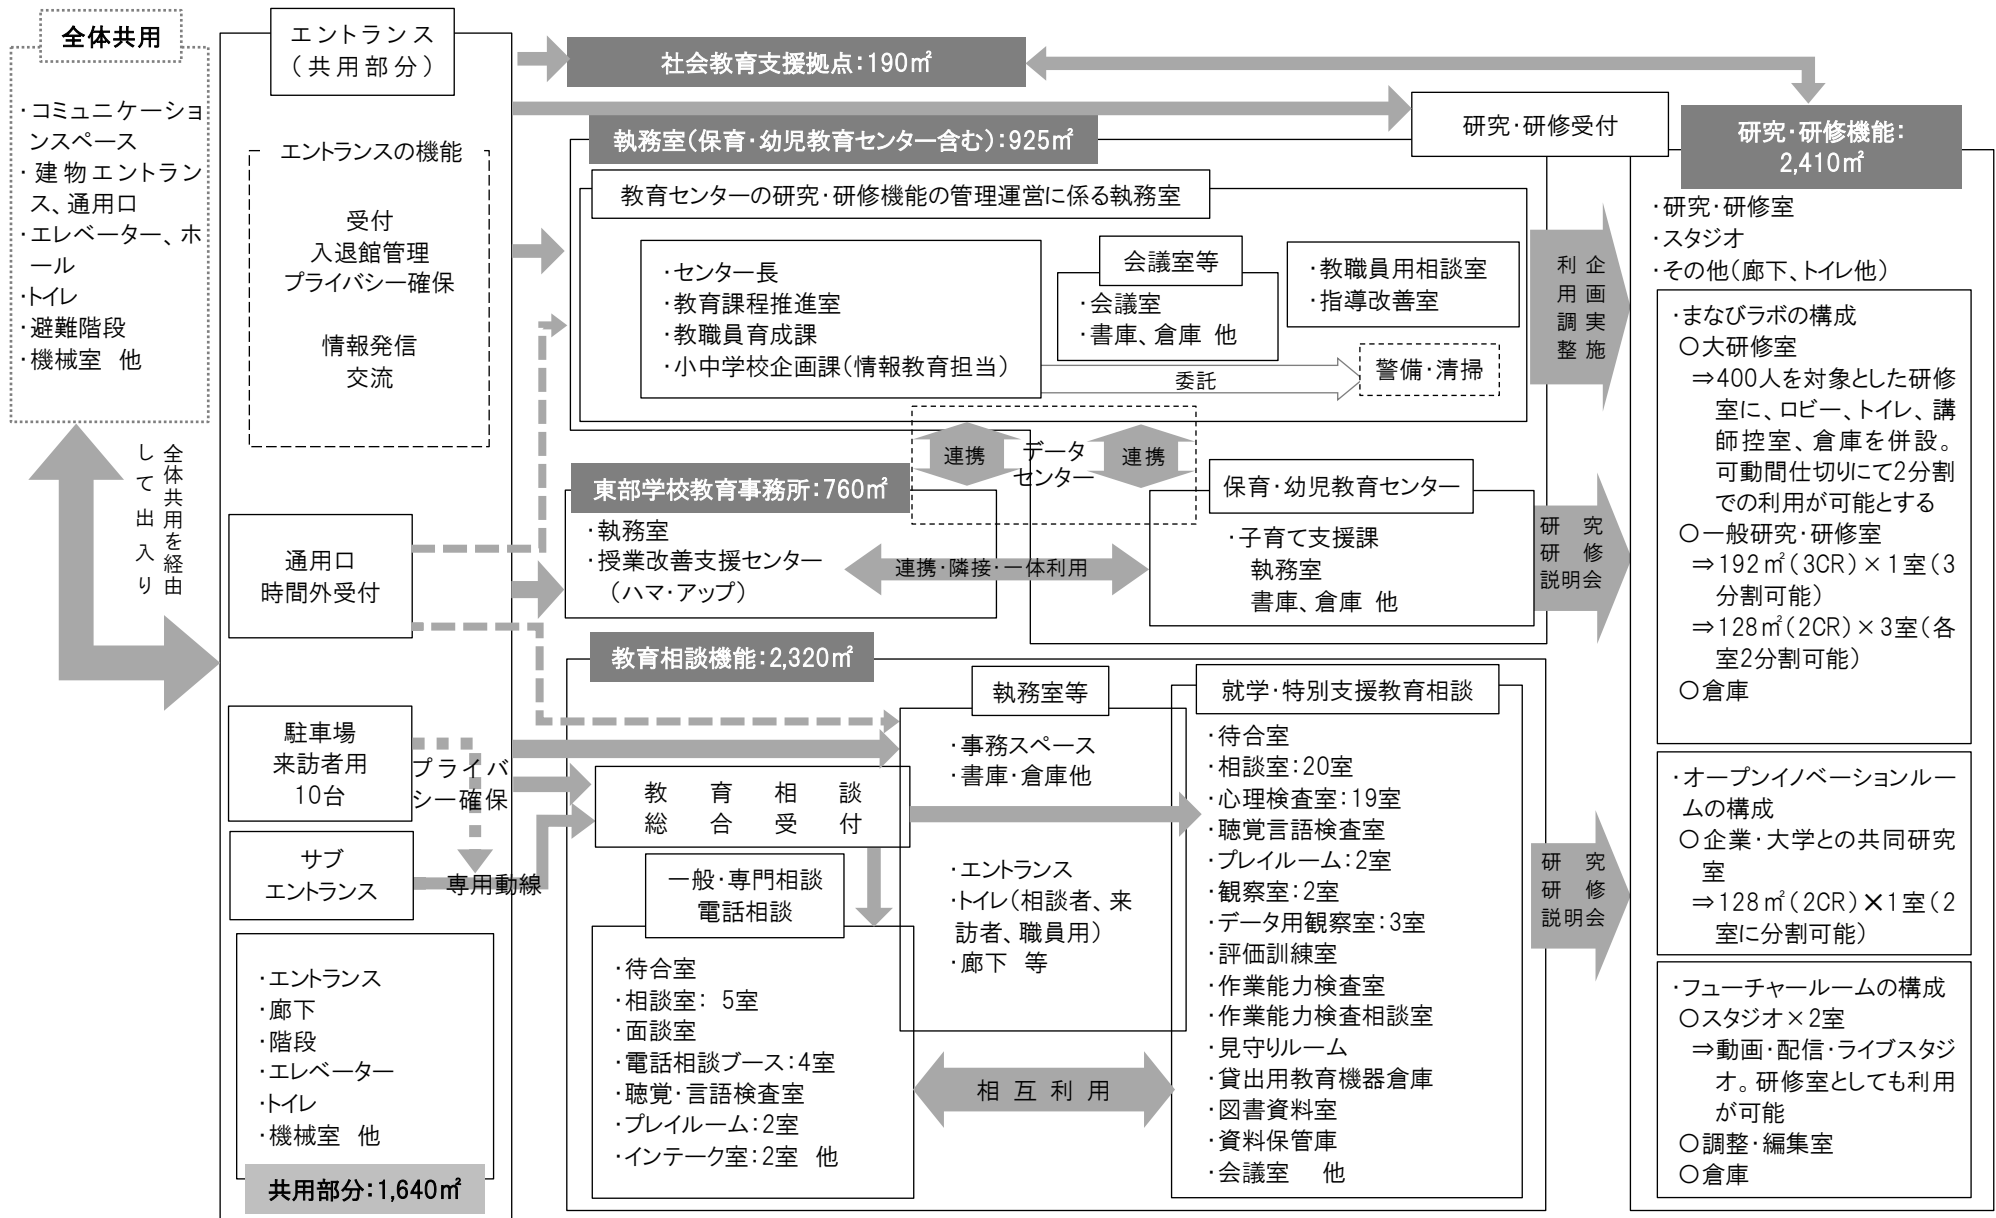 全体共用
・コミュニケーショ
ンスペース
・建物エントラン
ス、通用口
・エレベーター、ホ
ール
・トイレ
・避難階段
・機械室 他
全体共用を経由
して出入り
エントランス
（共用部分）
エントランスの機能
受付
入退館管理
プライバシー確保
情報発信
交流
通用口
時間外受付
駐車場
来訪者用
10台
プライバ
シー確保
サブ
エントランス
専用動線
・エントランス
・廊下
・階段
・エレベーター
・トイレ
・機械室 他
共用部分：1,640㎡
社会教育支援拠点：190㎡
執務室（保育・幼児教育センター含む）：925㎡
研究・研修受付
教育センターの研究・研修機能の管理運営に係る執務室
・センター長
・教育課程推進室
・教職員育成課
・小中学校企画課（情報教育担当）
会議室等
・会議室
・書庫、倉庫 他
・教職員用相談室
・指導改善室
委託
警備・清掃
連携
データ
センター
連携
東部学校教育事務所：760㎡
・執務室
・授業改善支援センター
（ハマ・アップ）
連携・隣接・一体利用
保育・幼児教育センター
・子育て支援課
執務室
書庫、倉庫 他
教育相談機能：2,320㎡
執務室等
・事務スペース
・書庫・倉庫他
・エントランス
・トイレ（相談者、来
訪者、職員用）
・廊下 等
教育相談
総合受付
一般・専門相談
電話相談
・待合室
・相談室： 5室
・面談室
・電話相談ブース：4室
・聴覚・言語検査室
・プレイルーム：2室
・インテーク室：2室 他
相互利用
就学・特別支援教育相談
・待合室
・相談室：20室
・心理検査室：19室
・聴覚言語検査室
・プレイルーム：2室
・観察室：2室
・データ用観察室：3室
・評価訓練室
・作業能力検査室
・作業能力検査相談室
・見守りルーム
・貸出用教育機器倉庫
・図書資料室
・資料保管庫
・会議室 他
企画実施
利用調整
研究
研修
説明会
研究
研修
説明会
研究・研修機能：
2,410㎡
・研究・研修室
・スタジオ
・その他（廊下、トイレ他）
・まなびラボの構成
○大研修室
⇒400人を対象とした研修
室に、ロビー、トイレ、講
師控室、倉庫を併設。
可動間仕切りにて2分割
での利用が可能とする
○一般研究・研修室
⇒192㎡（3CR）×1室（3
分割可能）
⇒128㎡（2CR）×3室（各
室2分割可能）
○倉庫
・オープンイノベーションルー
ムの構成
○企業・大学との共同研究
室
⇒128㎡（2CR）×1室（2
室に分割可能）
・フューチャールームの構成
○スタジオ×2室
⇒動画・配信・ライブスタジ
オ。研修室としても利用
が可能
○調整・編集室
○倉庫